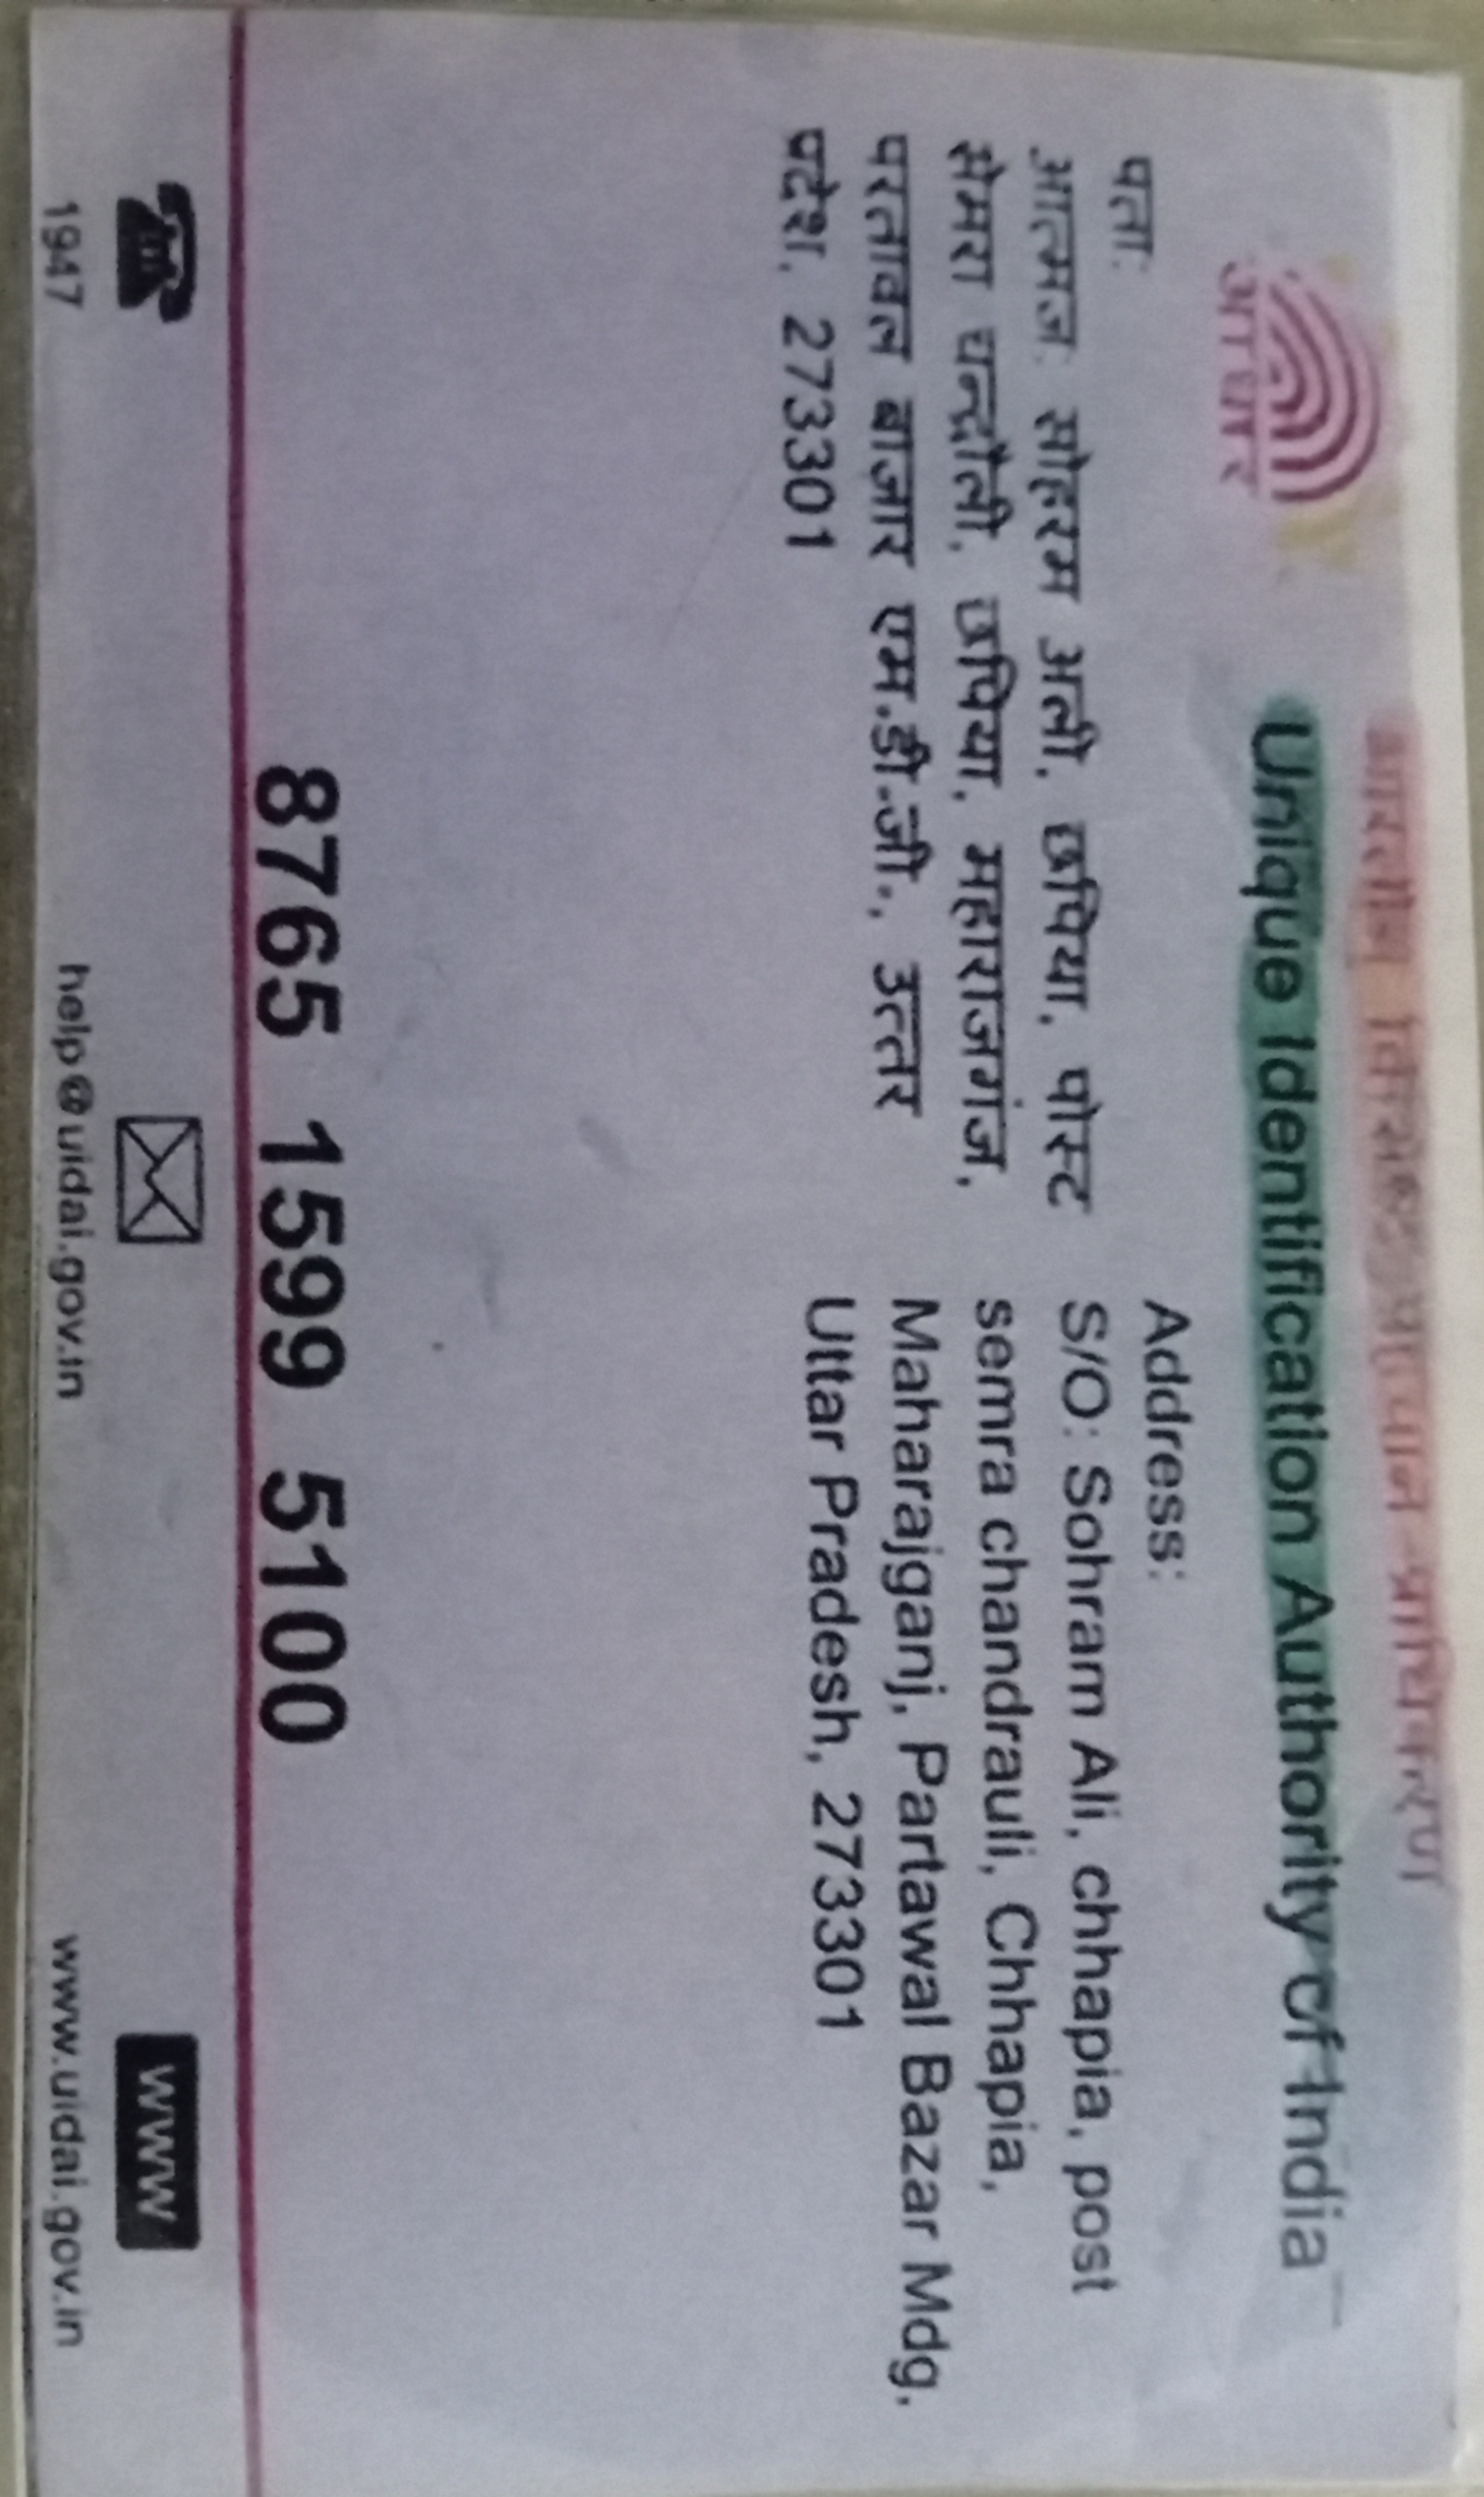 भारतीय विशिष्ट पहचान प्राधिकरण
Unique Identification Authority of India
आधार
पता:
आत्मज: सोहरम अली, छपिया, पोस्ट
सेमरा चन्द्रौली, छपिया, महाराजगंज,
परतावल बाजार एम.डी.जी., उत्तर
प्रदेश, 273301
Address:
S/O: Sohram Ali, chhapia, post
semra chandrauli, Chhapia,
Maharajganj, Partawal Bazar Mdg,
Uttar Pradesh, 273301
8765 1599 5100
1947
help@uidai.gov.in
www
www.uidai.gov.in